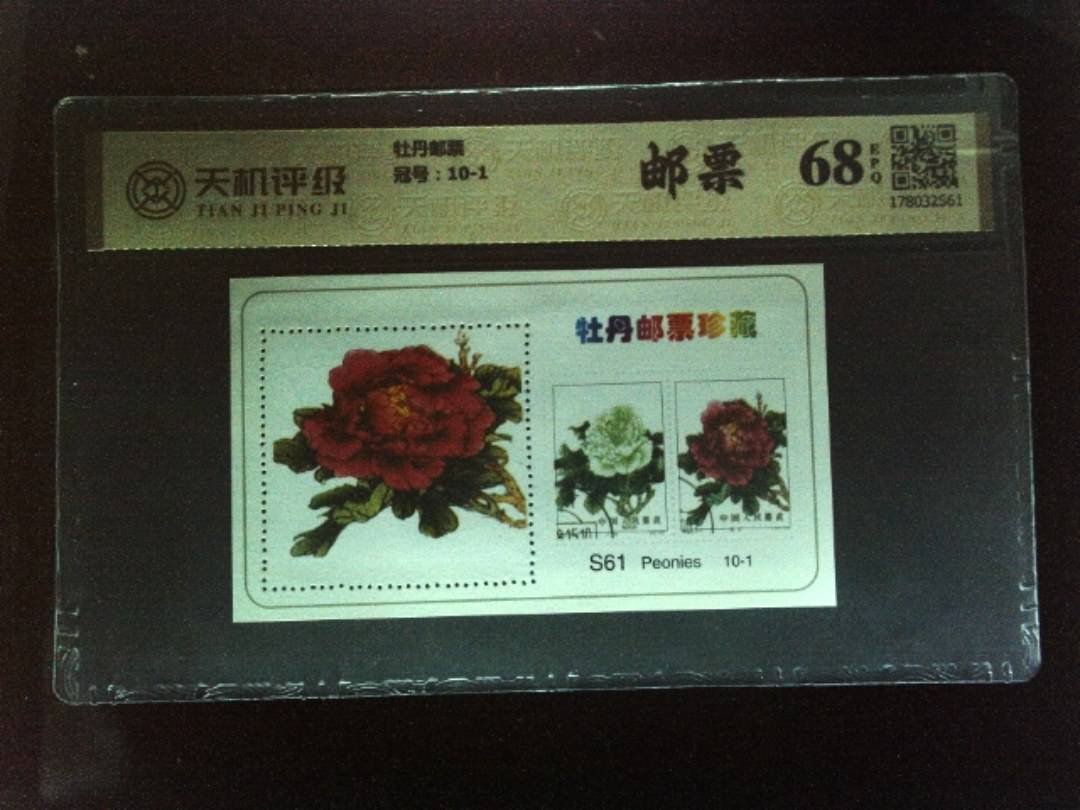 天机评级
TIAN JI PING JI
牡丹邮票
冠号：10-1
邮票
68
EPQ
178032561
牡丹邮票珍藏
S61 Peonies 10-1